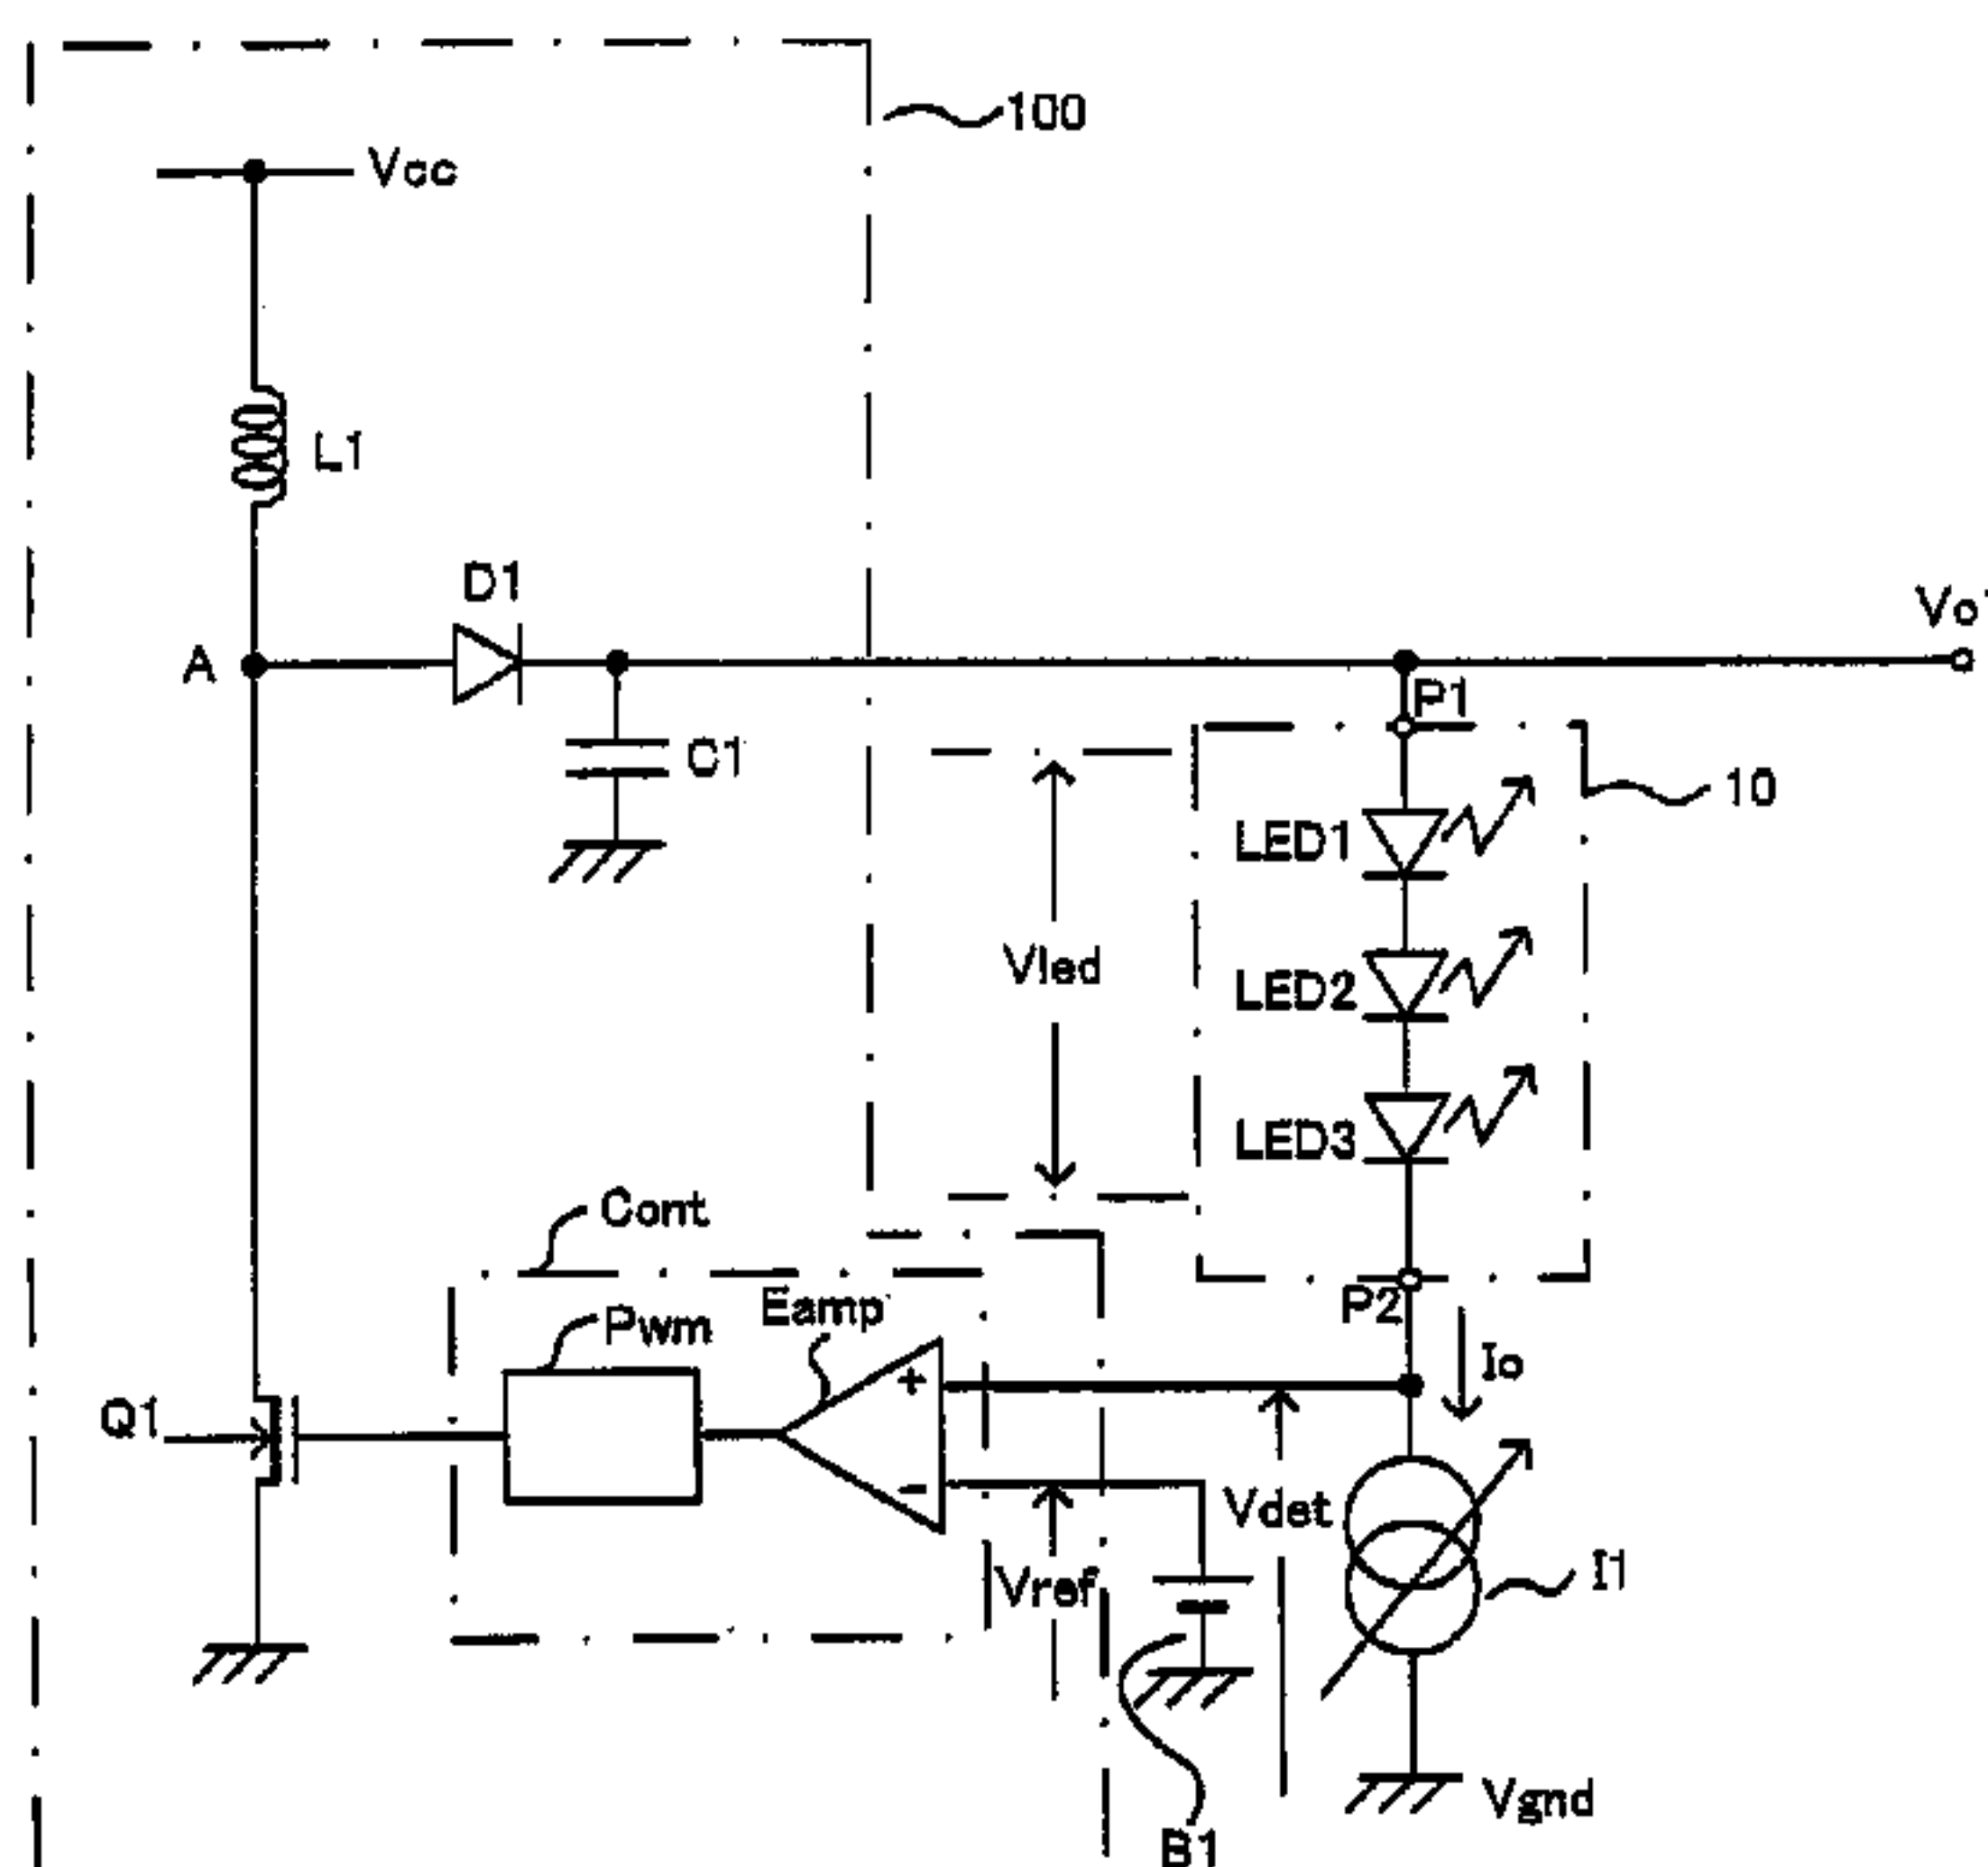 100
Vcc
L1
D1
Vo1
A
P1
C1
10
LED1
Vled
LED2
LED3
Cont
Eamp
P2
Pwm
Io
+
Q1
-
Vdet
Vref
I1
Vgnd
B1